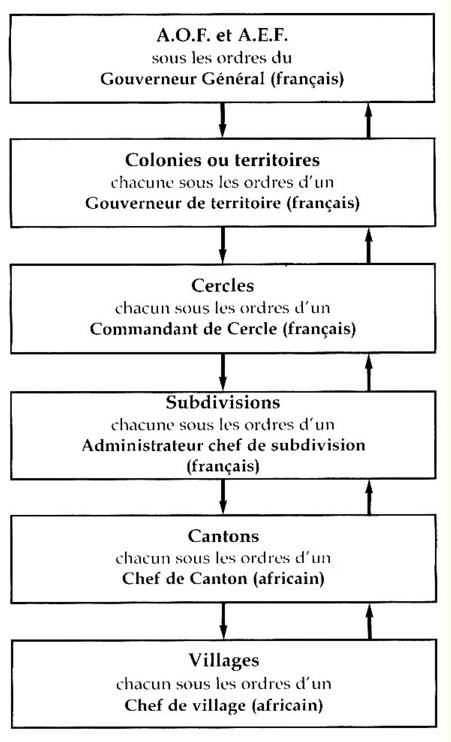 A.O.F. et A.E.F.
sous les ordres du
Gouverneur Général (français)
Colonies ou territoires
chacune sous les ordres d'un
Gouverneur de territoire (français)
Cercles
chacun sous les ordres d'un
Commandant de Cercle (français)
Subdivisions
chacune sous les ordres d'un
Administrateur chef de subdivision
(français)
Cantons
chacun sous les ordres d'un
Chef de Canton (africain)
Villages
chacun sous les ordres d'un
Chef de village (africain)